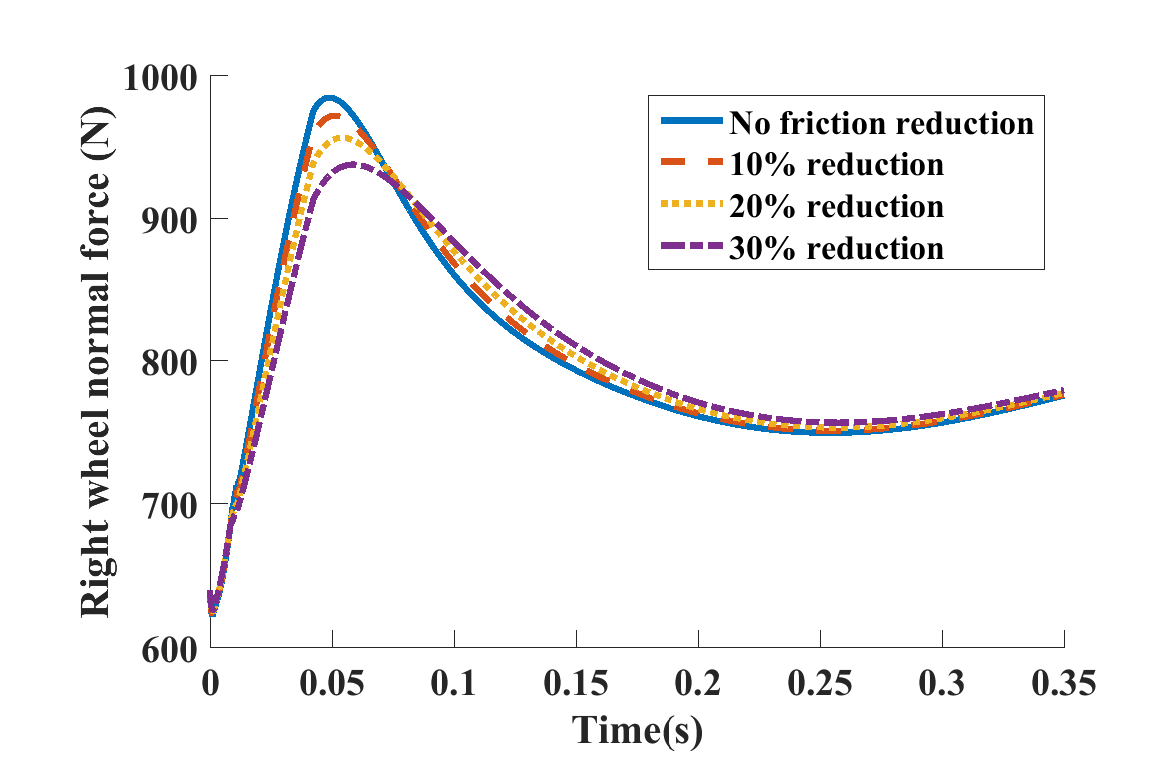 Right wheel normal force (N)
1000
900
800
700
600
0 0.05 0.1 0.15 0.2 0.25 0.3 0.35
Time(s)
No friction reduction
10% reduction
20% reduction
30% reduction